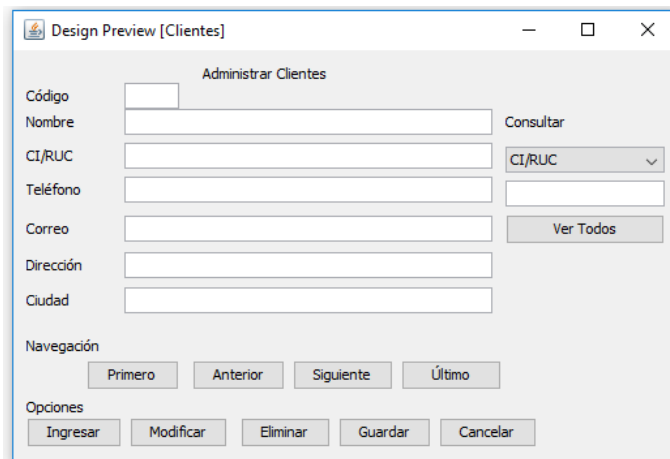 Design Preview [Clientes]
Administrar Clientes
Código
Nombre
Consultar
CI/RUC
CI/RUC
Teléfono
Correo
Ver Todos
Dirección
Ciudad
Navegación
Primero Anterior Siguiente Último
Opciones
Ingresar Modificar Eliminar Guardar Cancelar